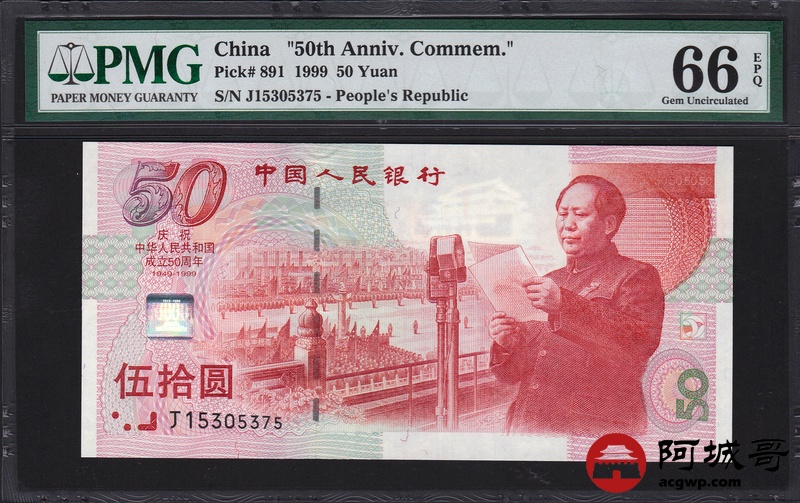 PMG
PAPER MONEY GUARANTY
China "50th Anniv. Commem."
Pick# 891 1999 50 Yuan
S/N J15305375 - People's Republic
66
EPQ
Gem Uncirculated
50
中国人民银行
庆祝
中华人民共和国
成立50周年
1949-1999
伍拾圆
J15305375
50
阿城哥
acgwp.com